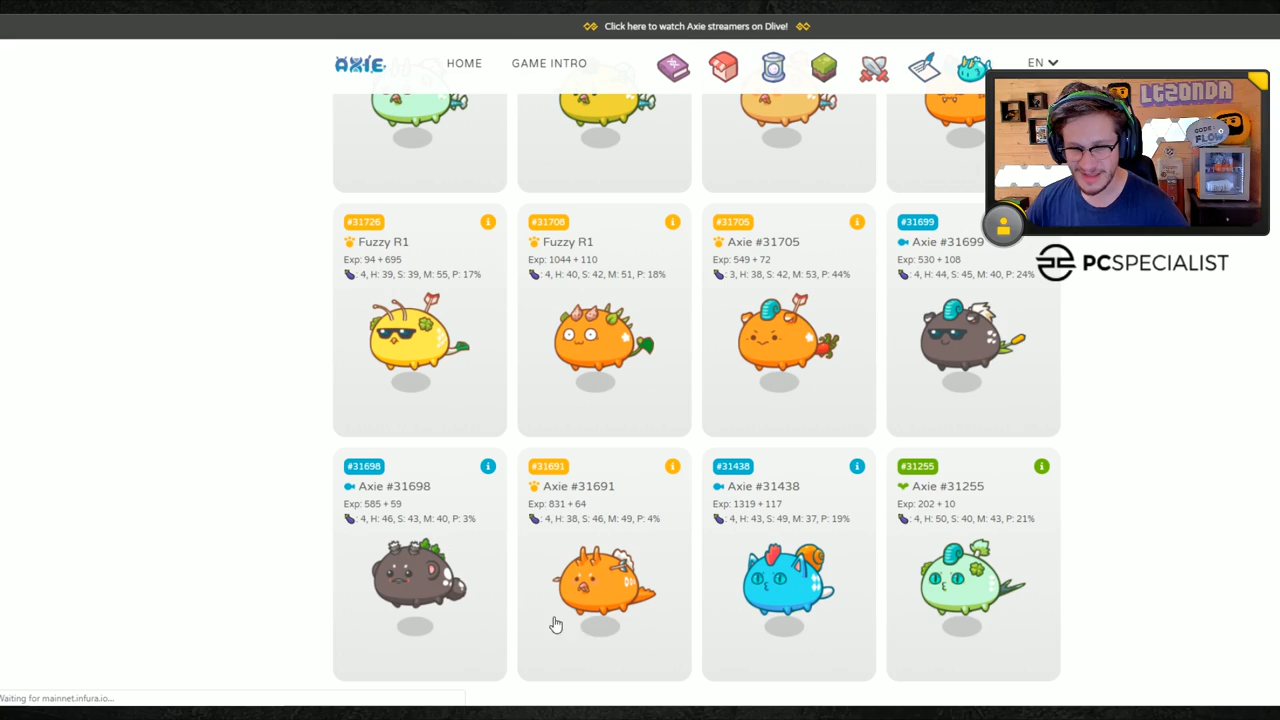 Click here to watch Axie streamers on Dlive!
AXIE
HOME
GAME INTRO
EN
LTZONDA
CODE:
FLOW
PCSPECIALIST
#31726
Fuzzy R1
Exp: 94 + 695
: 4, H: 39, S: 39, M: 55, P: 17%
#31708
Fuzzy R1
Exp: 1044 + 110
: 4, H: 40, S: 42, M: 51, P: 18%
#31705
Axie #31705
Exp: 549 + 72
: 3, H: 38, S: 42, M: 53, P: 44%
#31699
Axie #31699
Exp: 530 + 108
: 4, H: 44, S: 45, M: 40, P: 24%
#31698
Axie #31698
Exp: 585 + 59
: 4, H: 46, S: 43, M: 40, P: 3%
#31691
Axie #31691
Exp: 831 + 64
: 4, H: 38, S: 46, M: 49, P: 4%
#31438
Axie #31438
Exp: 1319 + 117
: 4, H: 43, S: 49, M: 37, P: 19%
#31255
Axie #31255
Exp: 202 + 10
: 4, H: 50, S: 40, M: 43, P: 21%
Waiting for mainnet.infura.io...